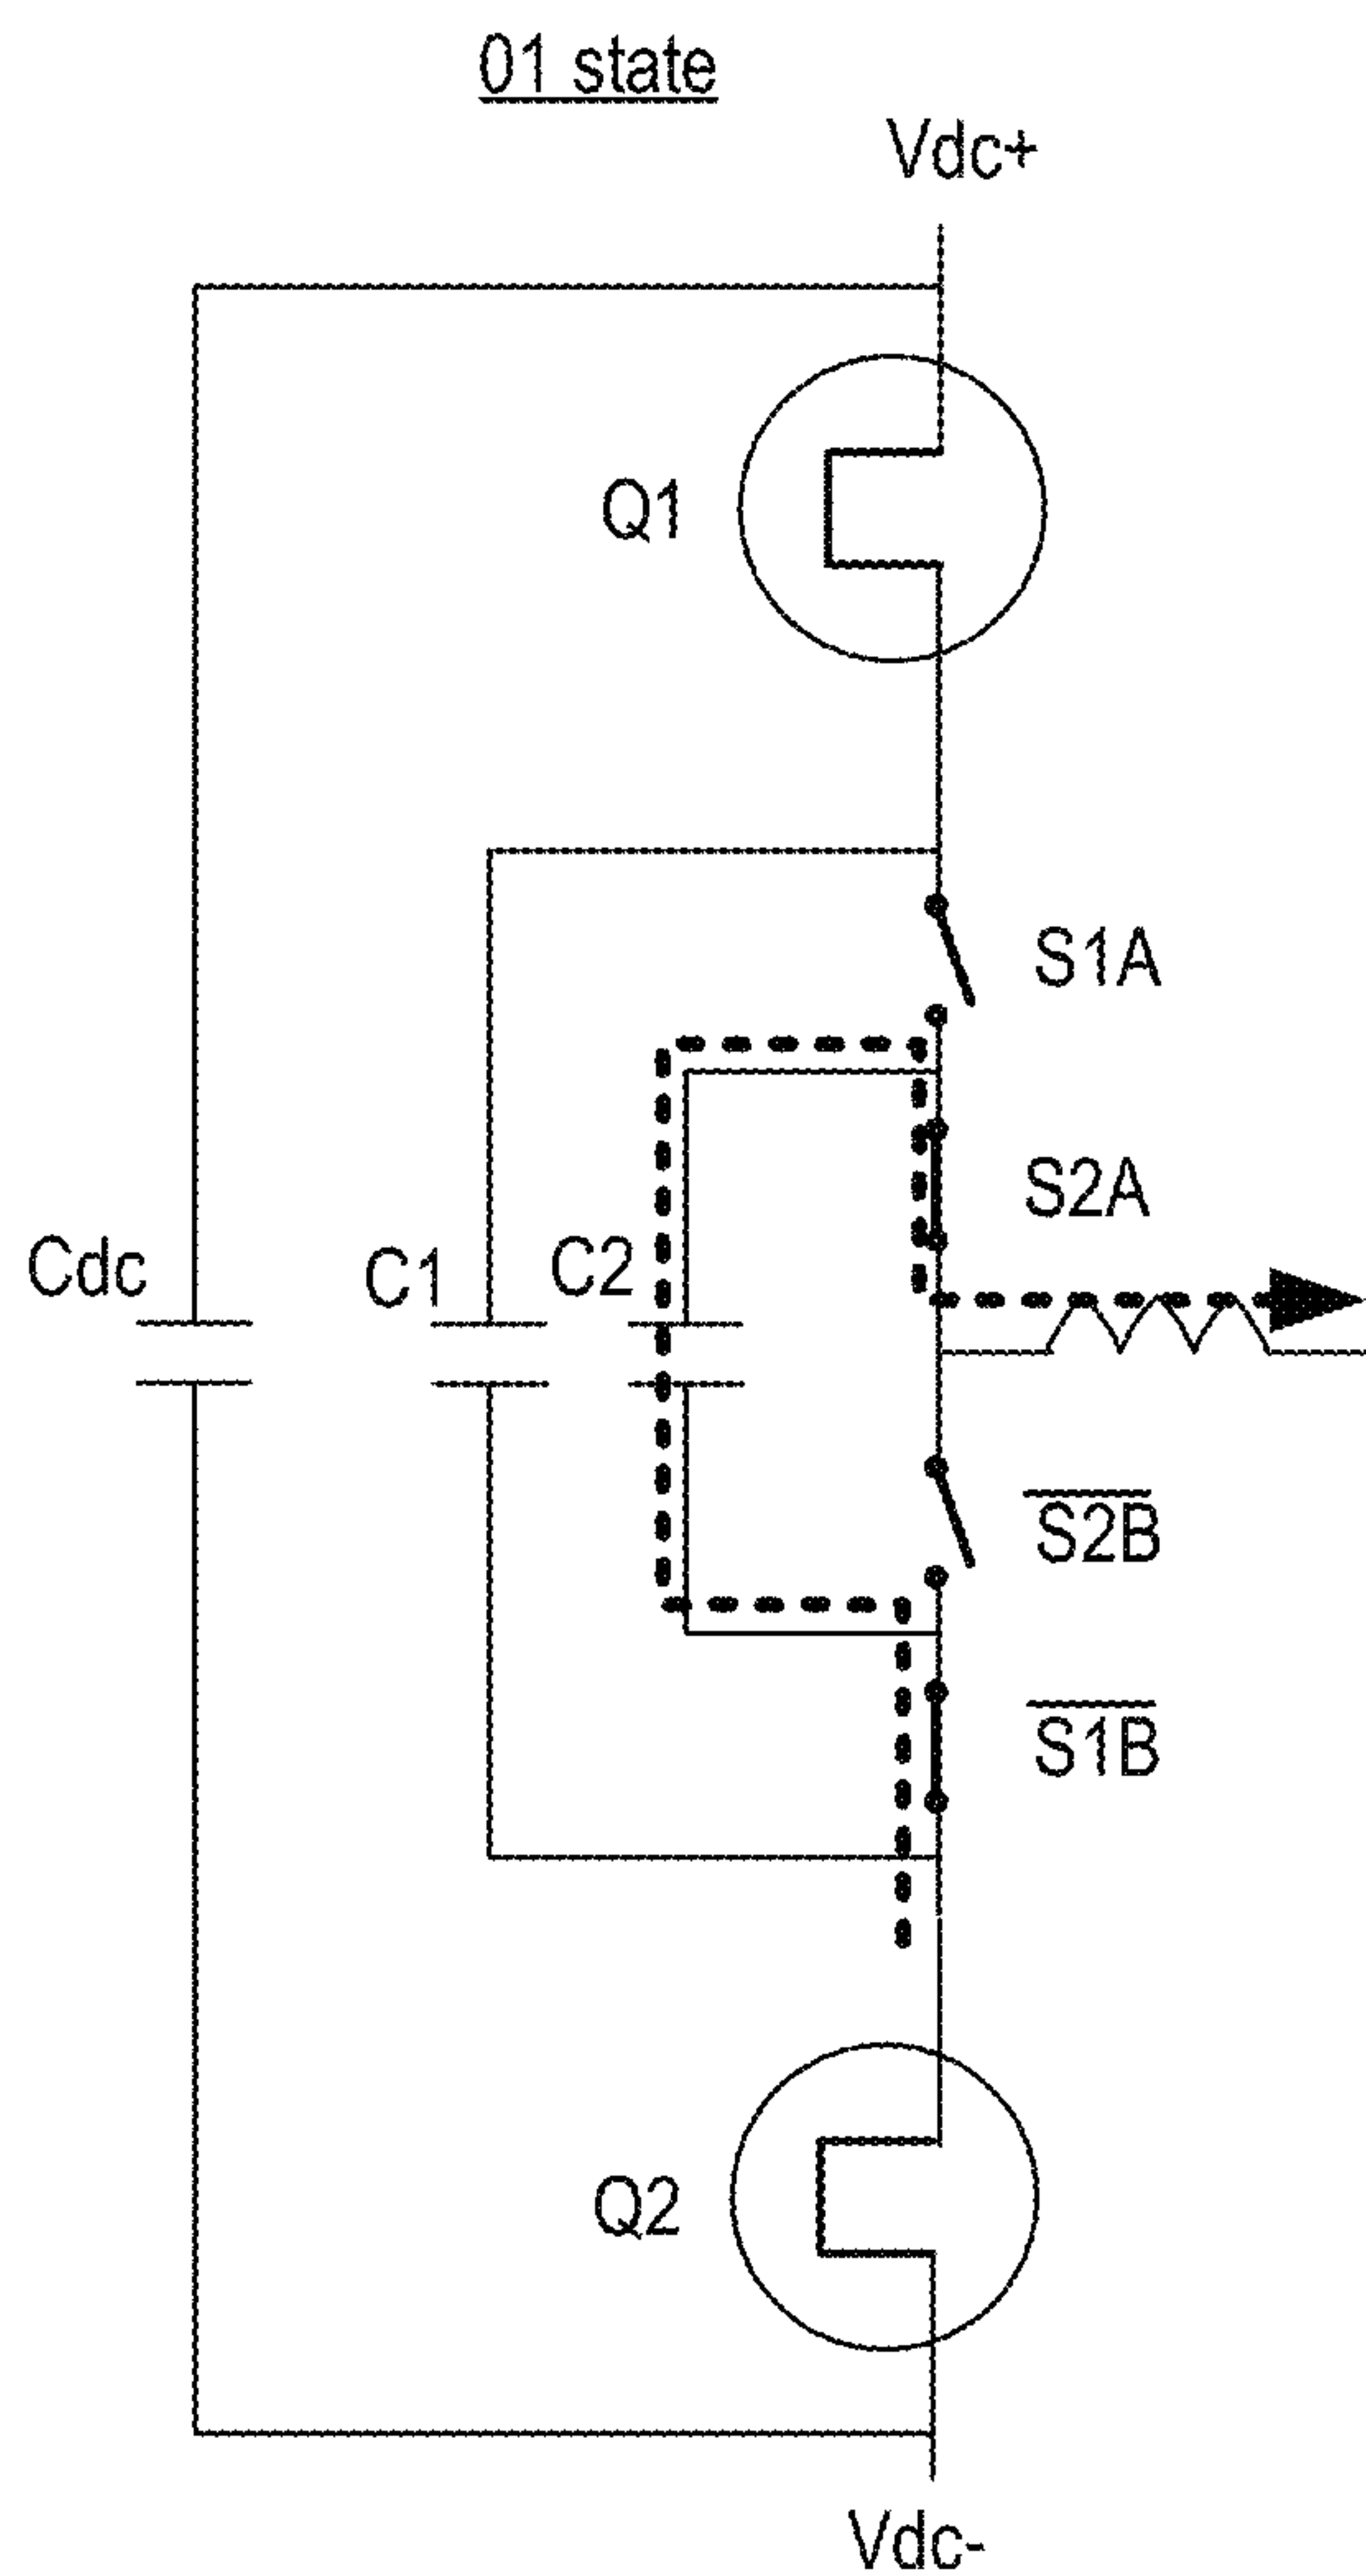 01 state
Vdc+
Q1
S1A
S2A
Cdc
C1
C2
S2B
S1B
Q2
Vdc-